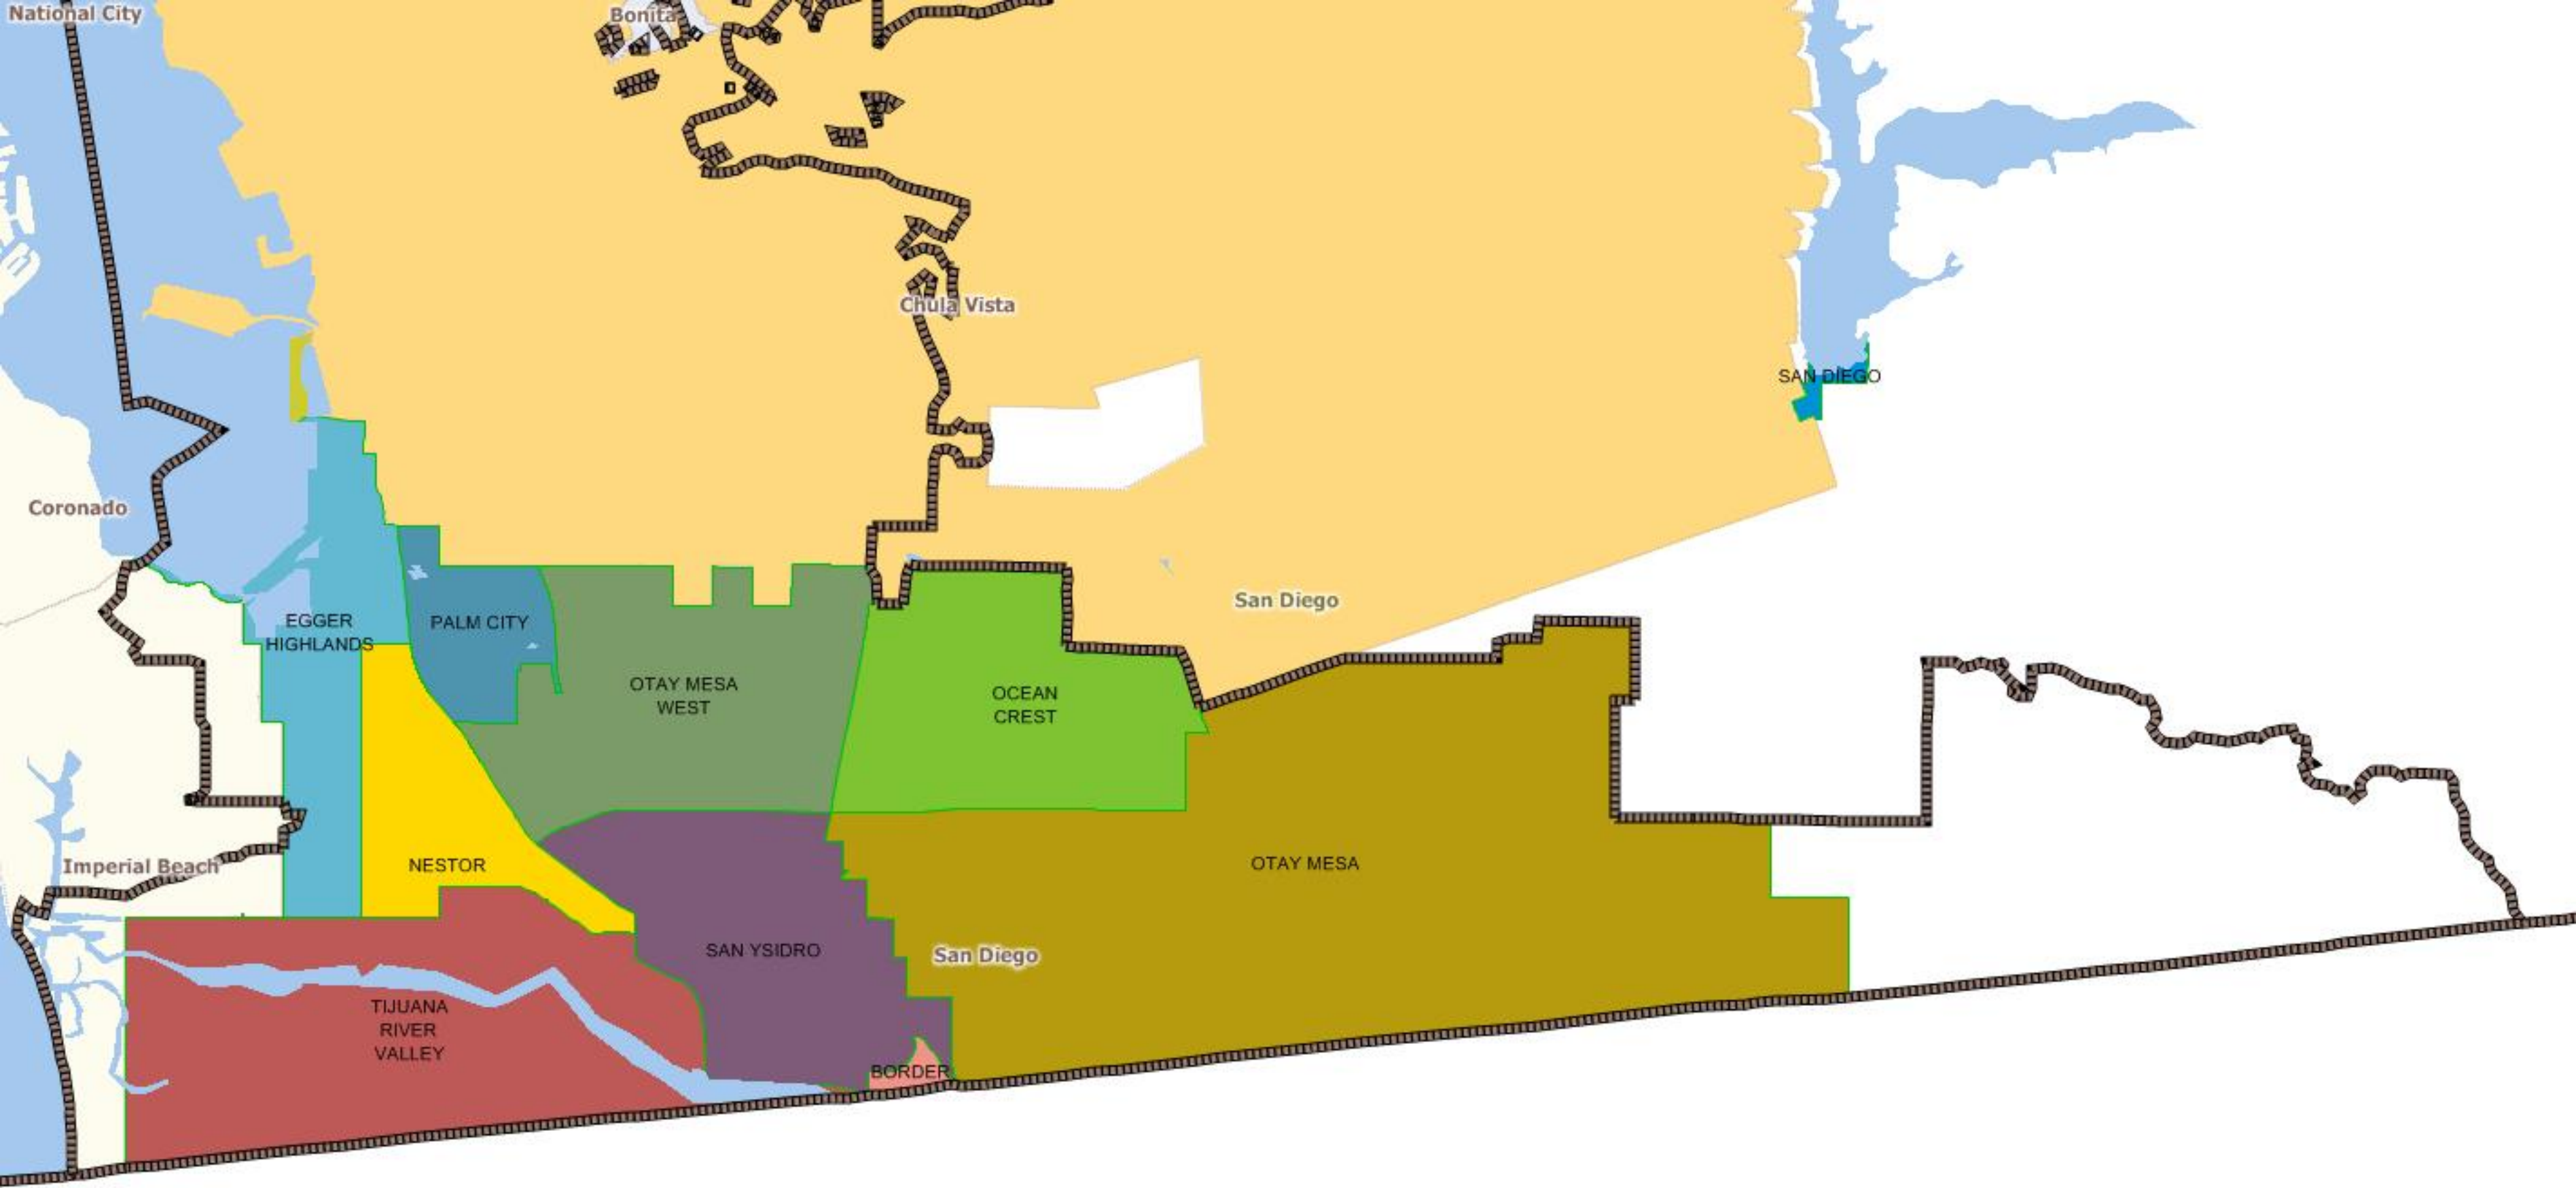 National City
Bonita
Chula Vista
SAN DIEGO
Coronado
San Diego
EGGER
HIGHLANDS
PALM CITY
OTAY MESA
WEST
OCEAN
CREST
Imperial Beach
NESTOR
OTAY MESA
SAN YSIDRO
San Diego
TIJUANA
RIVER
VALLEY
BORDER